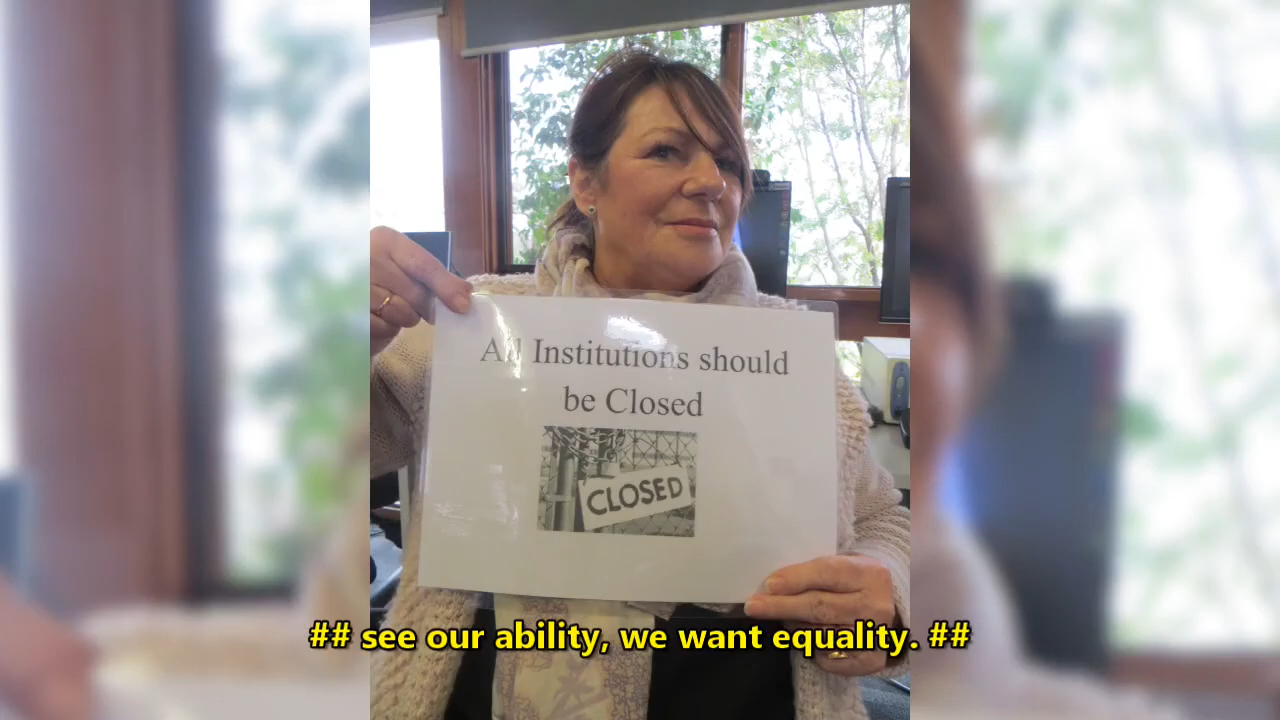 All Institutions should
be Closed
CLOSED
## see our ability, we want equality. ##